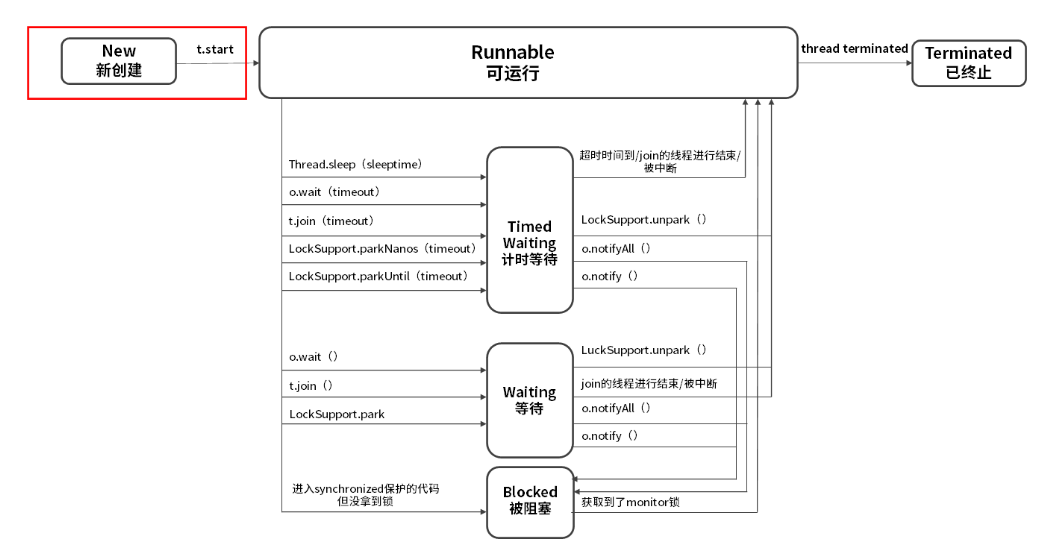 New
新创建
t.start
Runnable
可运行
thread terminated
Terminated
已终止
Thread.sleep（sleeptime）
o.wait（timeout）
t.join（timeout）
LockSupport.parkNanos（timeout）
LockSupport.parkUntil（timeout）
Timed
Waiting
计时等待
超时时间到/join的线程进行结束/
被中断
LockSupport.unpark（）
o.notifyAll（）
o.notify（）
o.wait（）
t.join（）
LockSupport.park
Waiting
等待
LuckSupport.unpark（）
join的线程进行结束/被中断
o.notifyAll（）
o.notify（）
进入synchronized保护的代码
但没拿到锁
Blocked
被阻塞
获取到了monitor锁